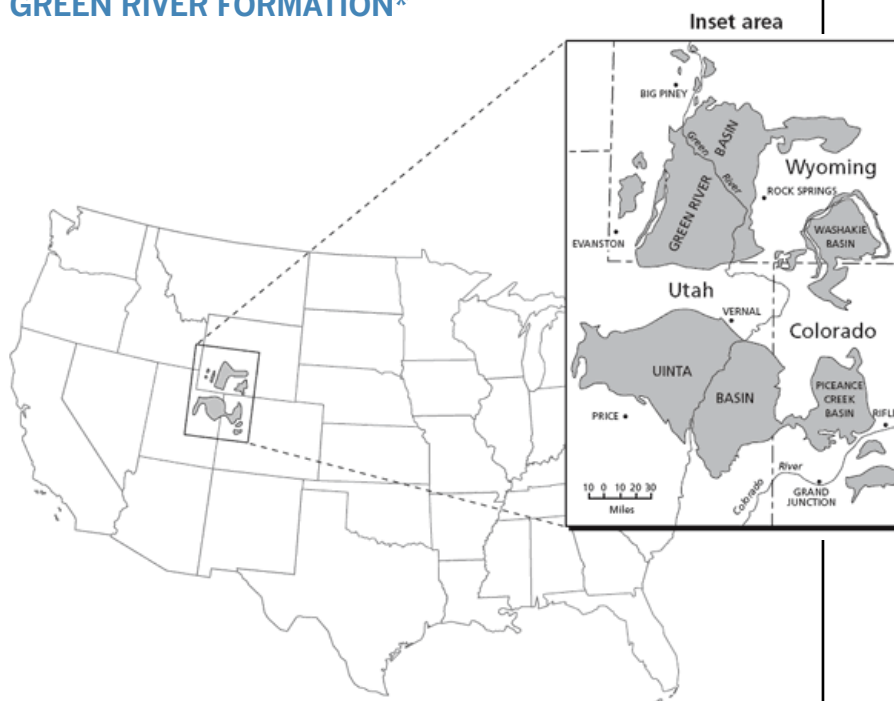 GREEN RIVER FORMATION*
Inset area
BIG PINEY
Green
River
BASIN
GREEN RIVER
Wyoming
ROCK SPRINGS
EVANSTON
WASHAKIE
BASIN
Utah
VERNAL
Colorado
UINTA
BASIN
PICEANCE
CREEK
BASIN
PRICE
RIFL
10 0 10 20 30
Miles
Colorado
River
GRAND
JUNCTION